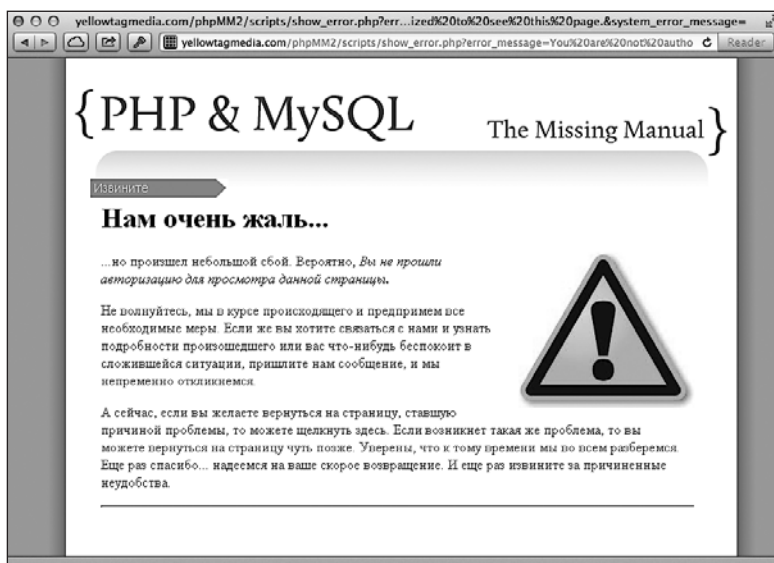 yellowtagmedia.com/phpMM2/scripts/show_error.php?err...ized%20to%20see%20this%20page.&system_error_message=
yellowtagmedia.com/phpMM2/scripts/show_error.php?error_message=You%20are%20not%20autho
Reader
{PHP & MySQL
The Missing Manual}
Извините
Нам очень жаль...
...но произшел небольшой сбой. Вероятно, Вы не прошли
авторизацию для просмотра данной страницы.
Не волнуйтесь, мы в курсе происходящего и предпримем все
необходимые меры. Если же вы хотите связаться с нами и узнать
подробности произошедшего или вас что-нибудь беспокоит в
сложившейся ситуации, пришлите нам сообщение, и мы
непременно откликнемся.
А сейчас, если вы желаете вернуться на страницу, ставшую
причиной проблемы, то можете щелкнуть здесь. Если возникнет такая же проблема, то вы
можете вернуться на страницу чуть позже. Уверены, что к тому времени мы во всем разберемся.
Еще раз спасибо... надеемся на ваше скорое возвращение. И еще раз извините за причиненные
неудобства.